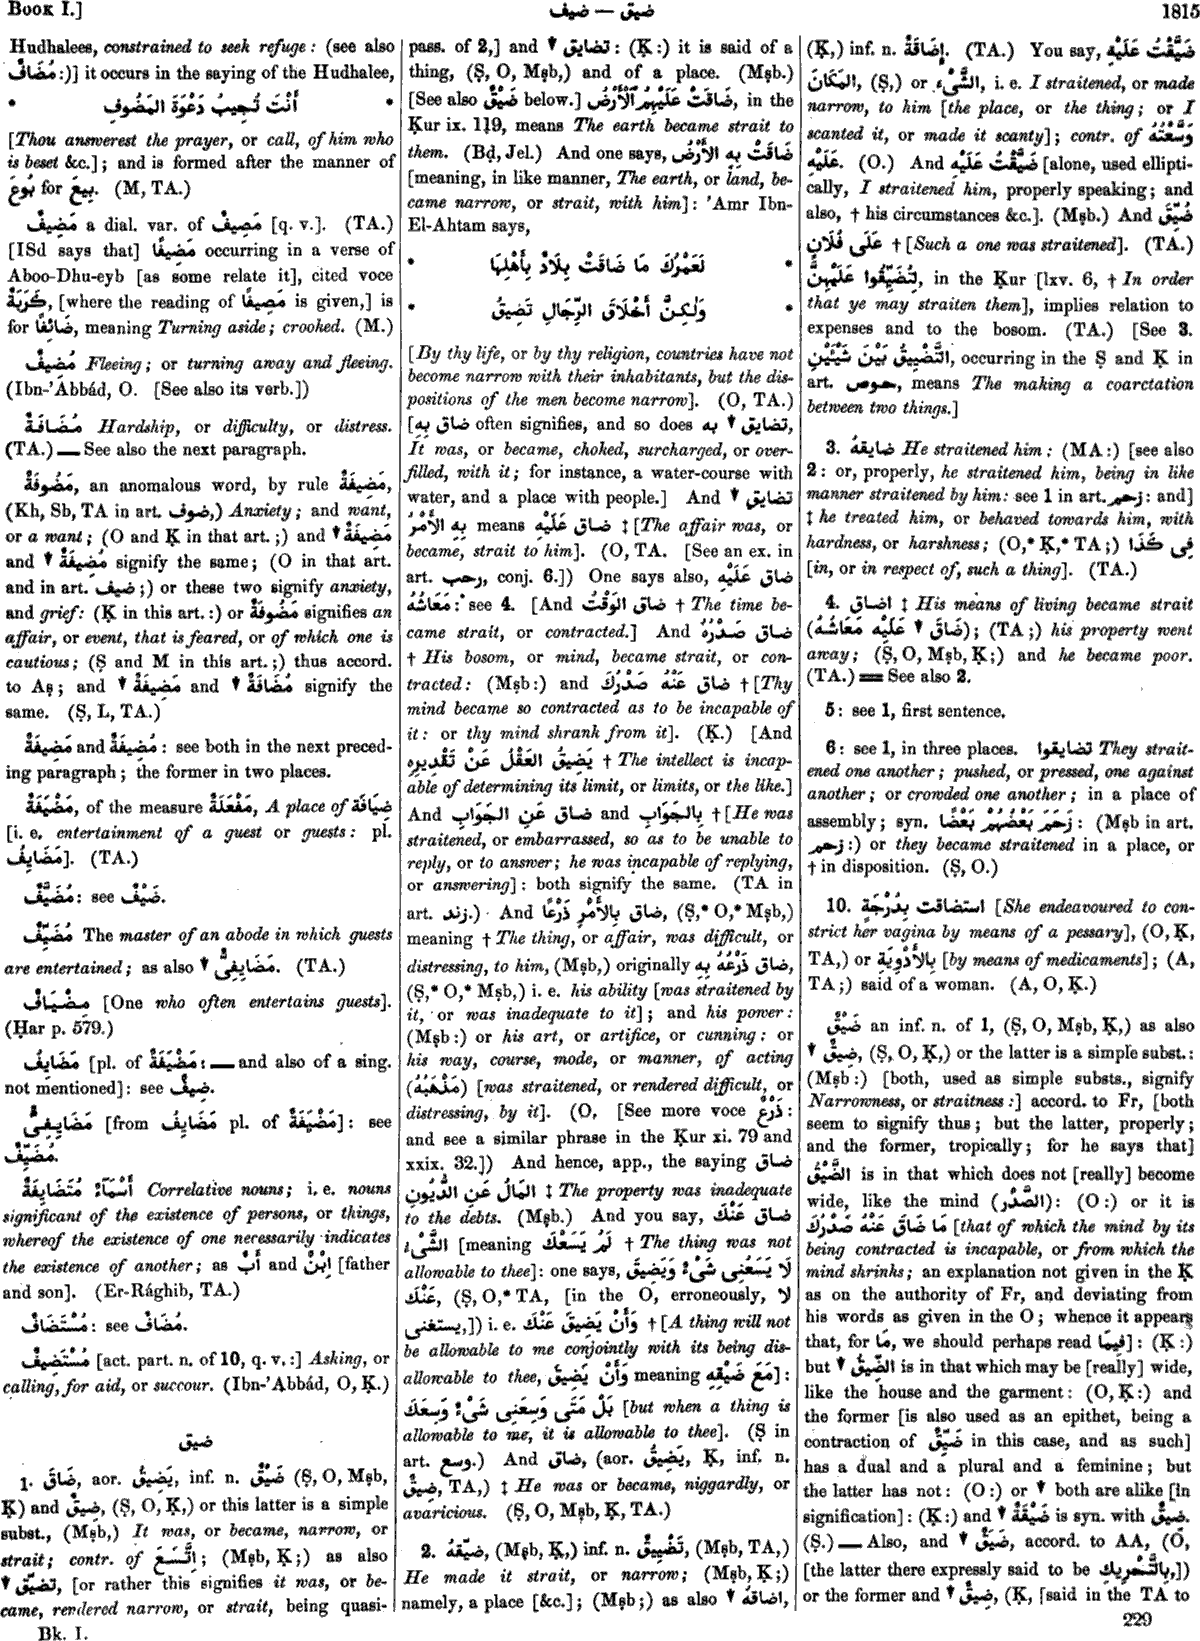 Book I.]
ضيق — ضيف
1815
Hudhalees, constrained to seek refuge: (see also
مُضَافٌ:)] it occurs in the saying of the Hudhalee,
* أَنْتَ تُجِيبُ دَعْوَةَ المَضُوفِ *
[Thou answerest the prayer, or call, of him who
is beset &c.]; and is formed after the manner of
بُوعَ for بِيعَ. (M, TA.)
مَضِيفٌ a dial. var. of مَصِيفٌ [q. v.]. (TA.)
[ISd says that] مَضِيفًا occurring in a verse of
Aboo-Dhu-eyb [as some relate it], cited voce
كَرَبَةٌ, [where the reading of مَصِيفًا is given,] is
for ضَائِفًا, meaning Turning aside; crooked. (M.)
مُضِيفٌ Fleeing; or turning away and fleeing.
(Ibn-'Abbád, O. [See also its verb.])
مُضَافَةٌ Hardship, or difficulty, or distress.
(TA.) — See also the next paragraph.
مَضُوفَةٌ, an anomalous word, by rule مَضِيفَةٌ,
(Kh, Sb, TA in art. ضوف,) Anxiety; and want,
or a want; (O and Ḳ in that art.;) and ▼ مَضِيفَةٌ
and ▼ مُضِيفَةٌ signify the same; (O in that art.
and in art. ضيف;) or these two signify anxiety,
and grief: (Ḳ in this art.:) or مَضُوفَةٌ signifies an
affair, or event, that is feared, or of which one is
cautious; (Ṣ and M in this art.;) thus accord.
to Aṣ; and ▼ مَضِيفَةٌ and ▼ مُضَافَةٌ signify the
same. (Ṣ, L, TA.)
مَضِيفَةٌ and مُضِيفَةٌ: see both in the next preced-
ing paragraph; the former in two places.
مَضْيَفَةٌ, of the measure مَفْعَلَةٌ, A place of ضِيَافَة
[i. e. entertainment of a guest or guests: pl.
مَضَايِفُ]. (TA.)
مُضَيَّفٌ: see ضَيْفٌ.
مُضَيِّفٌ The master of an abode in which guests
are entertained; as also ▼ مَضَايِفِىٌّ. (TA.)
مِضْيَافٌ [One who often entertains guests].
(Ḥar p. 579.)
مَضَايِفُ [pl. of مَضْيَفَةٌ: — and also of a sing.
not mentioned]: see ضَيْفٌ.
مَضَايِفِىٌّ [from مَضَايِفُ pl. of مَضْيَفَةٌ]: see
مُضَيِّفٌ.
أَسْمَآءٌ مُتَضَايِفَةٌ Correlative nouns; i. e. nouns
significant of the existence of persons, or things,
whereof the existence of one necessarily indicates
the existence of another; as أَبٌ and اِبْنٌ [father
and son]. (Er-Rághib, TA.)
مُسْتَضَافٌ: see مُضَافٌ.
مُسْتَضِيفٌ [act. part. n. of 10, q. v.:] Asking, or
calling, for aid, or succour. (Ibn-'Abbád, O, Ḳ.)
ضيق
1. ضَاقَ, aor. يَضِيقُ, inf. n. ضَيْقٌ (Ṣ, O, Mṣb,
Ḳ) and ضِيقٌ, (Ṣ, O, Ḳ,) or this latter is a simple
subst., (Mṣb,) It was, or became, narrow, or
strait; contr. of اِتَّسَعَ; (Mṣb, Ḳ;) as also
▼ تضيّق, [or rather this signifies it was, or be-
came, rendered narrow, or strait, being quasi-
Bk. I.
pass. of 2,] and ▼ تضايق: (Ḳ:) it is said of a
thing, (Ṣ, O, Mṣb,) and of a place. (Mṣb.)
[See also ضَيْقٌ below.] ضَاقَتْ عَلَيْهِمُ ٱلْأَرْضُ, in the
Ḳur ix. 119, means The earth became strait to
them. (Bḍ, Jel.) And one says, ضَاقَتْ بِهِ الأَرْضُ
[meaning, in like manner, The earth, or land, be-
came narrow, or strait, with him]: 'Amr Ibn-
El-Ahtam says,
* لَعَمْرُكَ مَا ضَاقَتْ بِلَادٌ بِأَهْلِهَا *
* وَلٰكِنَّ أَخْلَاقَ الرِّجَالِ تَضِيقُ *
[By thy life, or by thy religion, countries have not
become narrow with their inhabitants, but the dis-
positions of the men become narrow]. (O, TA.)
[ضاق بِهِ often signifies, and so does ▼ تضايق بِهِ,
It was, or became, choked, surcharged, or over-
filled, with it; for instance, a water-course with
water, and a place with people.] And ▼ تضايق
بِهِ الأَمْرُ means ضاق عَلَيْهِ ‡ [The affair was, or
became, strait to him]. (O, TA. [See an ex. in
art. رحب, conj. 6.]) One says also, ضاق عَلَيْهِ
مَعَاشُهُ: see 4. [And ضاق الوَقْتُ † The time be-
came strait, or contracted.] And ضاق صَدْرُهُ
† His bosom, or mind, became strait, or con-
tracted: (Mṣb:) and ضاق عَنْهُ صَدْرُكَ † [Thy
mind became so contracted as to be incapable of
it: or thy mind shrank from it]. (Ḳ.) [And
يَضِيقُ العَقْلُ عَنْ تَقْدِيرِهِ † The intellect is incap-
able of determining its limit, or limits, or the like.]
And ضاق عَنِ الجَوَابِ and بِالجَوَابِ † [He was
straitened, or embarrassed, so as to be unable to
reply, or to answer; he was incapable of replying,
or answering]: both signify the same. (TA in
art. زند.) And ضاق بِالأَمْرِ ذَرْعًا, (Ṣ,* O,* Mṣb,)
meaning † The thing, or affair, was difficult, or
distressing, to him, (Mṣb,) originally ضاق ذَرْعُهُ بِهِ,
(Ṣ,* O,* Mṣb,) i. e. his ability [was straitened by
it, or was inadequate to it]; and his power:
(Mṣb:) or his art, or artifice, or cunning: or
his way, course, mode, or manner, of acting
(مَذْهَبُهُ) [was straitened, or rendered difficult, or
distressing, by it]. (O. [See more voce ذَرْعٌ:
and see a similar phrase in the Ḳur xi. 79 and
xxix. 32.]) And hence, app., the saying ضاق
المَالُ عَنِ الدُّيُونِ ‡ The property was inadequate
to the debts. (Mṣb.) And you say, ضاق عَنْكَ
الشَّىْءُ [meaning لَمْ يَسَعْكَ † The thing was not
allowable to thee]: one says, لَا يَسَعُنِى شَىْءٌ وَيَضِيقَ
عَنْكَ, (Ṣ, O,* TA, [in the O, erroneously, لَا
يستغنى,]) i. e. وَأَنْ يَضِيقَ عَنْكَ † [A thing will not
be allowable to me conjointly with its being dis-
allowable to thee, وَأَنْ يَضِيقَ meaning مَعَ ضَيْقِهِ]:
بَلْ مَتَى وَسِعَنِى شَىْءٌ وَسِعَكَ [but when a thing is
allowable to me, it is allowable to thee]. (Ṣ in
art. وسع.) And ضاق, (aor. يَضِيقُ, Ḳ, inf. n.
ضِيقٌ, TA,) ‡ He was or became, niggardly, or
avaricious. (Ṣ, O, Mṣb, Ḳ, TA.)
2. ضيّقهُ, (Mṣb, Ḳ,) inf. n. تَضْيِيقٌ, (Mṣb, TA,)
He made it strait, or narrow; (Mṣb, Ḳ;)
namely, a place [&c.]; (Mṣb;) as also ▼ اضاقهُ,
(Ḳ,) inf. n. إِضَاقَةٌ. (TA.) You say, ضَيَّقْتُ عَلَيْهِ
المَكَانَ, (Ṣ,) or الشَّىْءَ, i. e. I straitened, or made
narrow, to him [the place, or the thing; or I
scanted it, or made it scanty]; contr. of وَسَّعْتُهُ
عَلَيْهِ. (O.) And ضَيَّقْتُ عَلَيْهِ [alone, used ellipti-
cally, I straitened him, properly speaking; and
also, † his circumstances &c.]. (Mṣb.) And ضُيِّقَ
عَلَى فُلَانٍ † [Such a one was straitened]. (TA.)
لِتُضَيِّقُوا عَلَيْهِنَّ, in the Ḳur [lxv. 6, † In order
that ye may straiten them], implies relation to
expenses and to the bosom. (TA.) [See 3.
التَّضْيِيقُ بَيْنَ شَيْئَيْنِ, occurring in the Ṣ and Ḳ in
art. حوص, means The making a coarctation
between two things.]
3. ضايقهُ He straitened him: (MA:) [see also
2: or, properly, he straitened him, being in like
manner straitened by him: see 1 in art. زحم: and]
‡ he treated him, or behaved towards him, with
hardness, or harshness; (O,* Ḳ,* TA;) فِى كَذَا
[in, or in respect of, such a thing]. (TA.)
4. اضاق ‡ His means of living became strait
(▼ ضَاقَ عَلَيْهِ مَعَاشُهُ); (TA;) his property went
away; (Ṣ, O, Mṣb, Ḳ;) and he became poor.
(TA.) = See also 2.
5: see 1, first sentence.
6: see 1, in three places. تضايقوا They strait-
ened one another; pushed, or pressed, one against
another; or crowded one another; in a place of
assembly; syn. زَحَمَ بَعْضُهُمْ بَعْضًا: (Mṣb in art.
زحم:) or they became straitened in a place, or
† in disposition. (Ṣ, O.)
10. استضاقت بِدُرْجَةٍ [She endeavoured to con-
strict her vagina by means of a pessary], (O, Ḳ,
TA,) or بِالأَدْوِيَةِ [by means of medicaments]; (A,
TA;) said of a woman. (A, O, Ḳ.)
ضَيْقٌ an inf. n. of 1, (Ṣ, O, Mṣb, Ḳ,) as also
▼ ضِيقٌ, (Ṣ, O, Ḳ,) or the latter is a simple subst.:
(Mṣb:) [both, used as simple substs., signify
Narrowness, or straitness:] accord. to Fr, [both
seem to signify thus; but the latter, properly;
and the former, tropically; for he says that]
الضَّيْقُ is in that which does not [really] become
wide, like the mind (الصَّدْر): (O:) or it is
مَا ضَاقَ عَنْهُ صَدْرُكَ [that of which the mind by its
being contracted is incapable, or from which the
mind shrinks; an explanation not given in the Ḳ
as on the authority of Fr, and deviating from
his words as given in the O; whence it appears
that, for مَا, we should perhaps read فِيمَا]: (Ḳ:)
but ▼ الضِّيقُ is in that which may be [really] wide,
like the house and the garment: (O, Ḳ:) and
the former [is also used as an epithet, being a
contraction of ضَيِّقٌ in this case, and as such]
has a dual and a plural and a feminine; but
the latter has not: (O:) or ▼ both are alike [in
signification]: (Ḳ:) and ▼ ضَيْقَةٌ is syn. with ضِيقٌ.
(Ṣ.) — Also, and ▼ ضَيَقٌ, accord. to AA, (O,
[the latter there expressly said to be بِالتَّحْرِيكِ,])
or the former and ▼ ضِيقٌ, (Ḳ, [said in the TA to
229